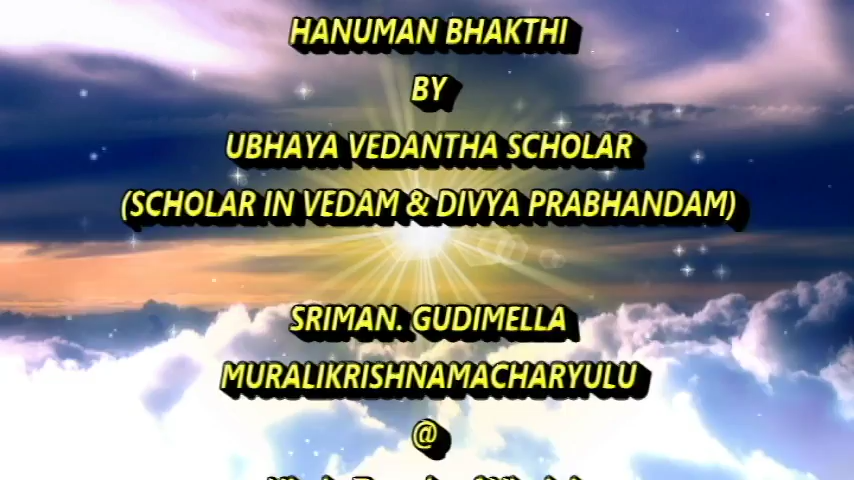 HANUMAN BHAKTHI
BY
UBHAYA VEDANTHA SCHOLAR
(SCHOLAR IN VEDAM & DIVYA PRABHANDAM)
SRIMAN. GUDIMELLA
MURALIKRISHNAMACHARYULU
@